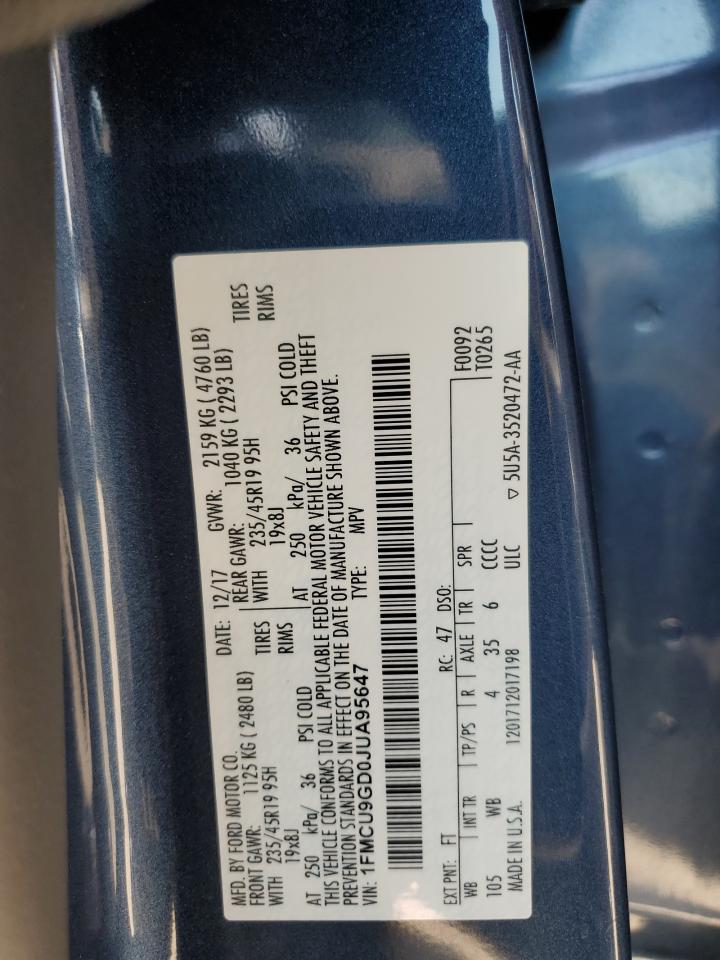 MFD. BY FORD MOTOR CO.
DATE: 12/17 GVWR: 2159 KG ( 4760 LB)
FRONT GAWR: 1125 KG ( 2480 LB) REAR GAWR: 1040 KG ( 2293 LB)
WITH 235/45R19 95H TIRES WITH 235/45R19 95H TIRES
19x8J RIMS 19x8J RIMS
AT 250 kPa/ 36 PSI COLD AT 250 kPa/ 36 PSI COLD
THIS VEHICLE CONFORMS TO ALL APPLICABLE FEDERAL MOTOR VEHICLE SAFETY AND THEFT
PREVENTION STANDARDS IN EFFECT ON THE DATE OF MANUFACTURE SHOWN ABOVE.
VIN: 1FMCU9GD0JUA95647 TYPE: MPV
EXT PNT: FT RC: 47 DSO: F0092
WB INT TR TP/PS R AXLE TR SPR T0265
105 WB 4 35 6 CCCC
MADE IN U.S.A. 1201712017198 ULC ▽ 5U5A-3520472-AA